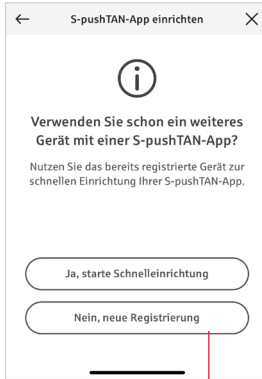 S-pushTAN-App einrichten
Verwenden Sie schon ein weiteres
Gerät mit einer S-pushTAN-App?
Nutzen Sie das bereits registrierte Gerät zur
schnellen Einrichtung Ihrer S-pushTAN-App.
Ja, starte Schnelleinrichtung
Nein, neue Registrierung